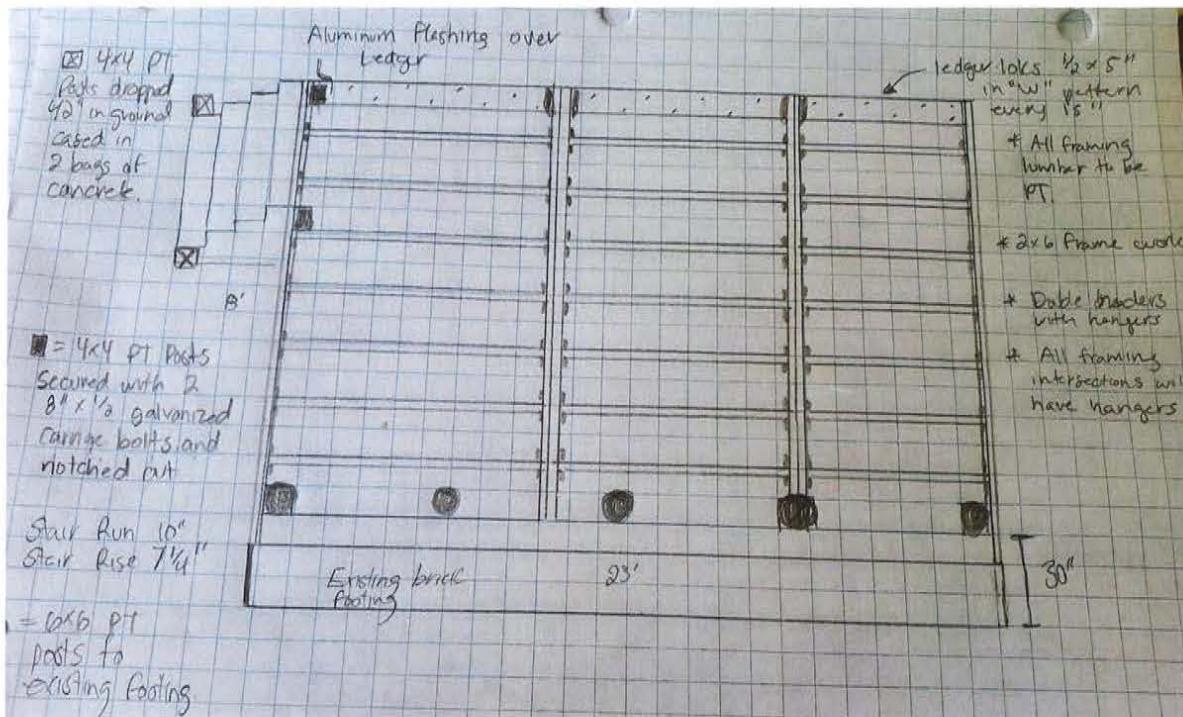 Aluminum flashing over
Ledger
4x4 PT
Posts dropped
42" in ground
cased in
2 bags of
concrete.
8'
= 4x4 PT Posts
Secured with 2
8" x 1/2 galvanized
carrige bolts and
notched out
Stair Run 10"
Stair Rise 7 1/4"
= 6x6 PT
posts to
existing footing
ledger loks 1/2 x 5"
in "W" pattern
every 15"
* All framing
lumber to be
PT.
* 2x6 frame work
* Doble headers
with hangers
* All framing
intersections wil
have hangers
Existing brick
footing
23'
30"